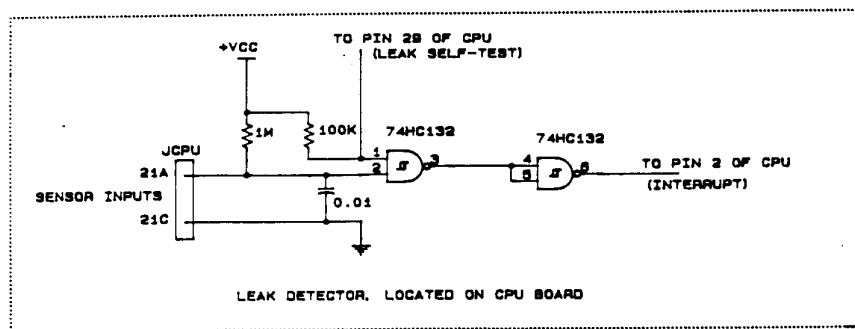 TO PIN 29 OF CPU
(LEAK SELF-TEST)
+VCC
1M
100K
74HC132
74HC132
JCPU
1
2
3
4
5
6
21A
TO PIN 2 OF CPU
(INTERRUPT)
SENSOR INPUTS
0.01
21C
LEAK DETECTOR, LOCATED ON CPU BOARD